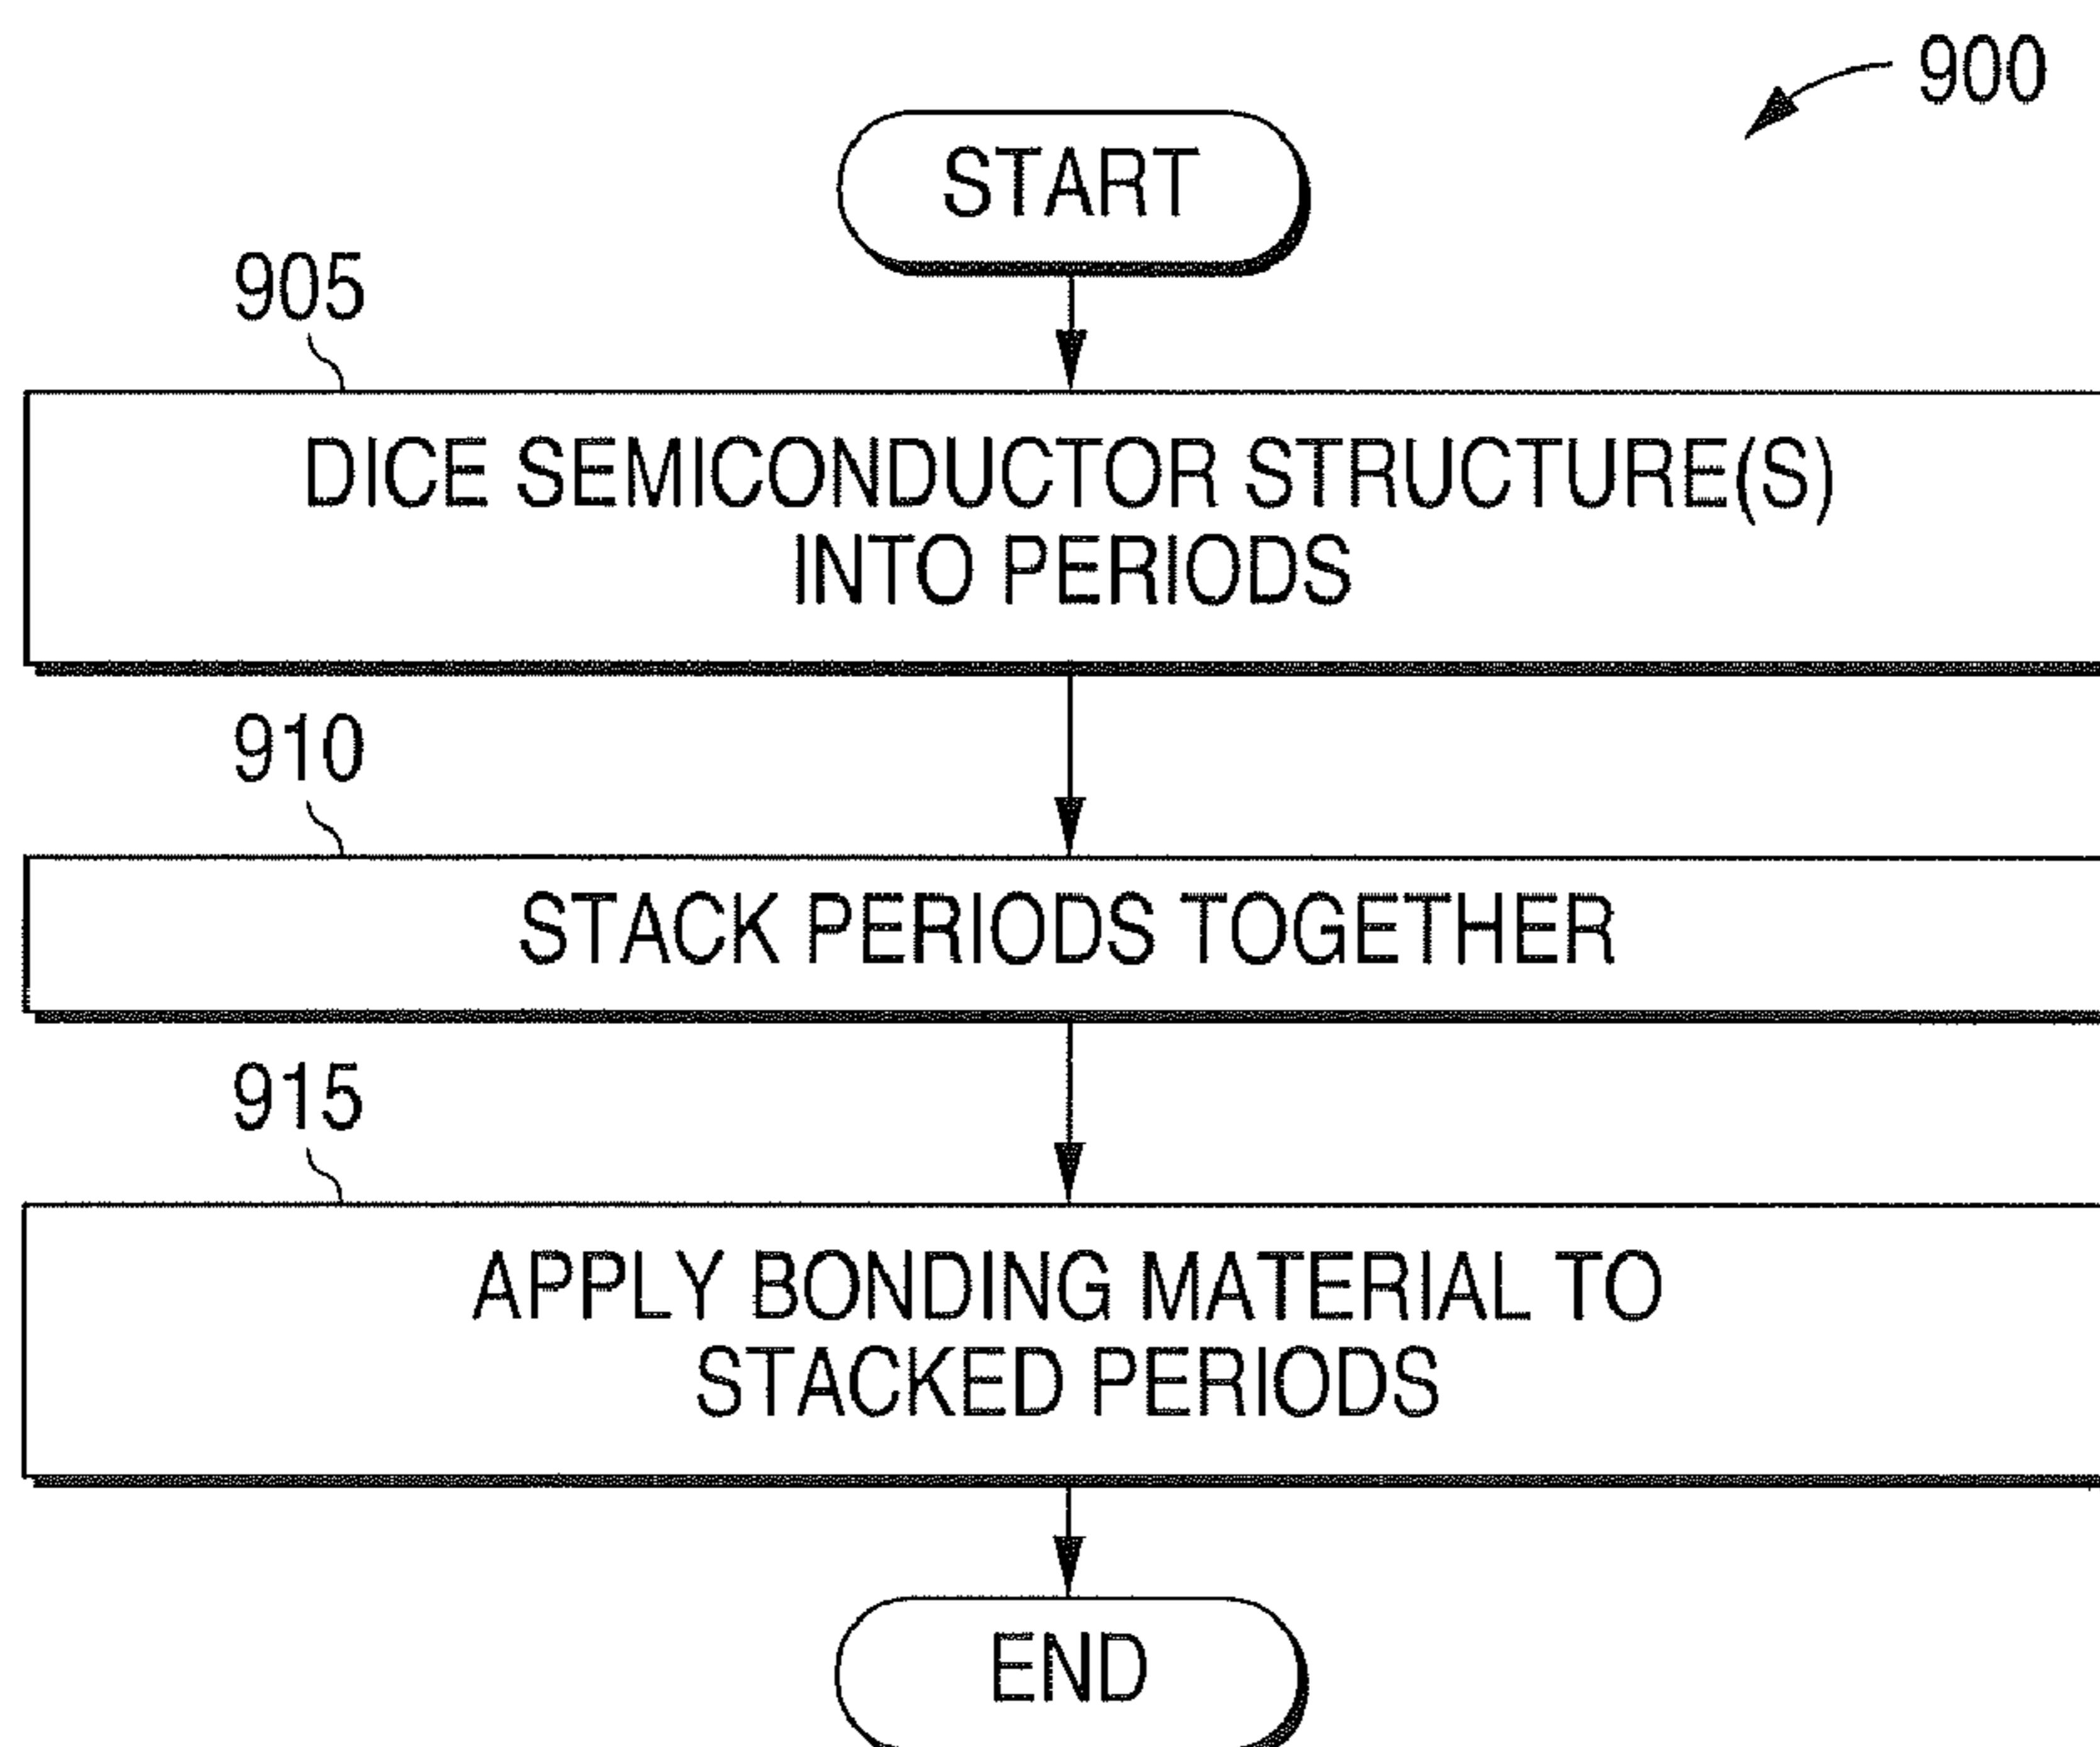 900
START
905
DICE SEMICONDUCTOR STRUCTURE(S)
INTO PERIODS
910
STACK PERIODS TOGETHER
915
APPLY BONDING MATERIAL TO
STACKED PERIODS
END